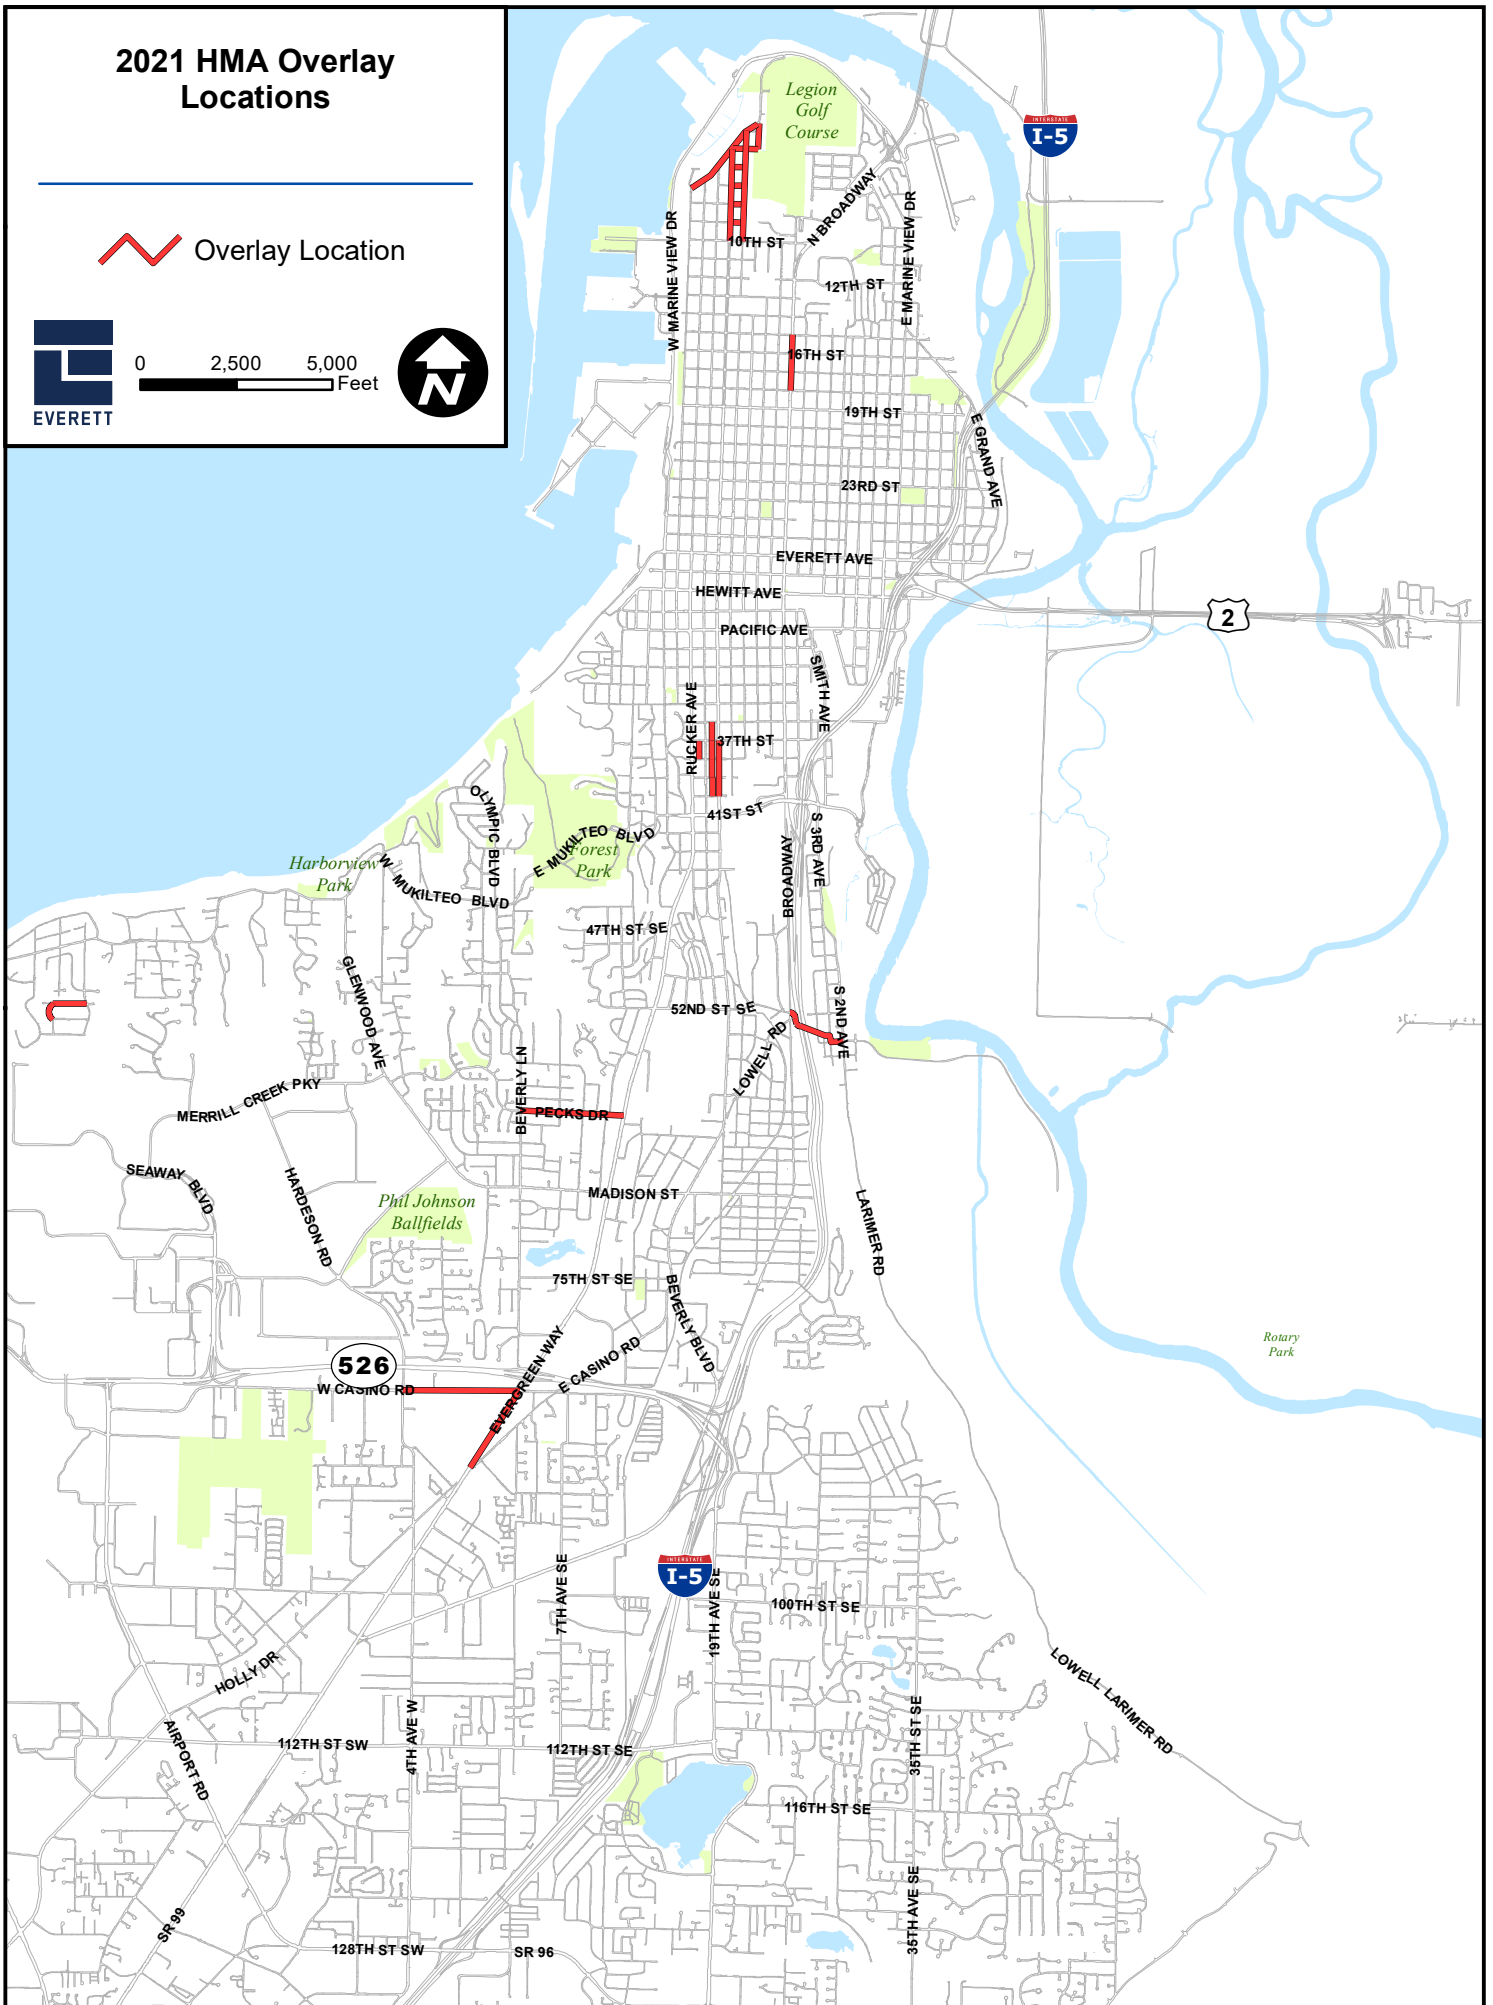 2021 HMA Overlay
Locations
Overlay Location
EVERETT
0
2,500
5,000
Feet
N
Legion
Golf
Course
INTERSTATE
I-5
N BROADWAY
E MARINE VIEW DR
W MARINE VIEW DR
10TH ST
12TH ST
16TH ST
19TH ST
E GRAND AVE
23RD ST
EVERETT AVE
HEWITT AVE
2
PACIFIC AVE
SMITH AVE
RUCKER AVE
37TH ST
41ST ST
OLYMPIC BLVD
E MUKILTEO BLVD
Forest
Park
S 3RD AVE
BROADWAY
Harborview
Park
W MUKILTEO BLVD
47TH ST SE
GLENWOOD AVE
52ND ST SE
S 2ND AVE
LOWELL RD
BEVERLY LN
MERRILL CREEK PKY
PECKS DR
SEAWAY BLVD
HARDESON RD
MADISON ST
Phil Johnson
Ballfields
LARIMER RD
75TH ST SE
BEVERLY BLVD
Rotary
Park
526
EVERGREEN WAY
E CASINO RD
W CASINO RD
INTERSTATE
I-5
7TH AVE SE
19TH AVE SE
100TH ST SE
HOLLY DR
LOWELL LARIMER RD
AIRPORT RD
4TH AVE W
112TH ST SW
112TH ST SE
35TH ST SE
116TH ST SE
35TH AVE SE
SR 99
128TH ST SW
SR 96